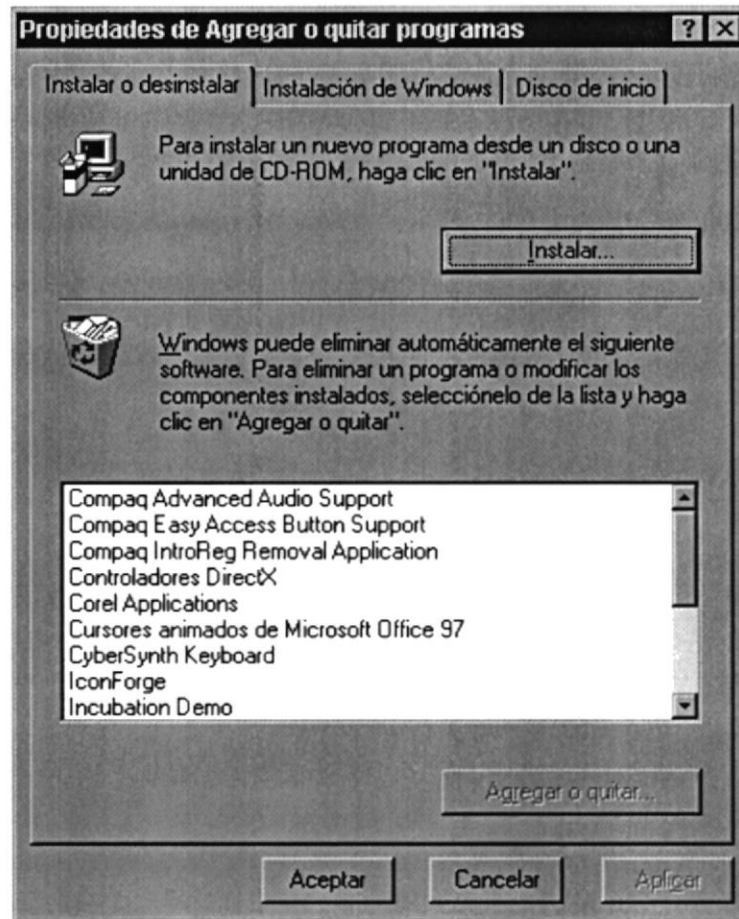 Propiedades de Agregar o quitar programas
Instalar o desinstalar
Instalación de Windows
Disco de inicio
Para instalar un nuevo programa desde un disco o una
unidad de CD-ROM, haga clic en "Instalar".
Instalar...
Windows puede eliminar automáticamente el siguiente
software. Para eliminar un programa o modificar los
componentes instalados, selecciónelo de la lista y haga
clic en "Agregar o quitar".
Compaq Advanced Audio Support
Compaq Easy Access Button Support
Compaq IntroReg Removal Application
Controladores DirectX
Corel Applications
Cursores animados de Microsoft Office 97
CyberSynth Keyboard
IconForge
Incubation Demo
Agregar o quitar...
Aceptar
Cancelar
Aplicar